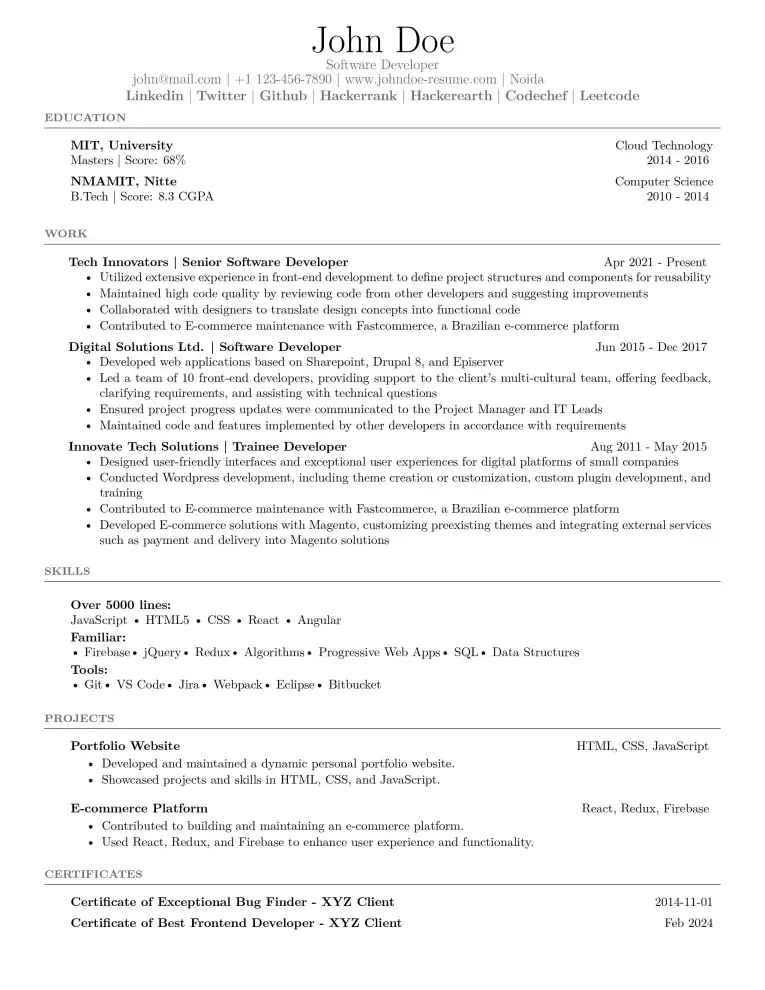 John Doe
Software Developer
john@mail.com | +1 123-456-7890 | www.johndoe-resume.com | Noida
Linkedin | Twitter | Github | Hackerrank | Hackerearth | Codechef | Leetcode
EDUCATION
MIT, University Cloud Technology
Masters | Score: 68% 2014 - 2016
NMAMIT, Nitte Computer Science
B.Tech | Score: 8.3 CGPA 2010 - 2014
WORK
Tech Innovators | Senior Software Developer Apr 2021 - Present
• Utilized extensive experience in front-end development to define project structures and components for reusability
• Maintained high code quality by reviewing code from other developers and suggesting improvements
• Collaborated with designers to translate design concepts into functional code
• Contributed to E-commerce maintenance with Fastcommerce, a Brazilian e-commerce platform
Digital Solutions Ltd. | Software Developer Jun 2015 - Dec 2017
• Developed web applications based on Sharepoint, Drupal 8, and Episerver
• Led a team of 10 front-end developers, providing support to the client's multi-cultural team, offering feedback,
clarifying requirements, and assisting with technical questions
• Ensured project progress updates were communicated to the Project Manager and IT Leads
• Maintained code and features implemented by other developers in accordance with requirements
Innovate Tech Solutions | Trainee Developer Aug 2011 - May 2015
• Designed user-friendly interfaces and exceptional user experiences for digital platforms of small companies
• Conducted Wordpress development, including theme creation or customization, custom plugin development, and
training
• Contributed to E-commerce maintenance with Fastcommerce, a Brazilian e-commerce platform
• Developed E-commerce solutions with Magento, customizing preexisting themes and integrating external services
such as payment and delivery into Magento solutions
SKILLS
Over 5000 lines:
JavaScript • HTML5 • CSS • React • Angular
Familiar:
• Firebase• jQuery• Redux• Algorithms• Progressive Web Apps• SQL• Data Structures
Tools:
• Git• VS Code• Jira• Webpack• Eclipse• Bitbucket
PROJECTS
Portfolio Website HTML, CSS, JavaScript
• Developed and maintained a dynamic personal portfolio website.
• Showcased projects and skills in HTML, CSS, and JavaScript.
E-commerce Platform React, Redux, Firebase
• Contributed to building and maintaining an e-commerce platform.
• Used React, Redux, and Firebase to enhance user experience and functionality.
CERTIFICATES
Certificate of Exceptional Bug Finder - XYZ Client 2014-11-01
Certificate of Best Frontend Developer - XYZ Client Feb 2024